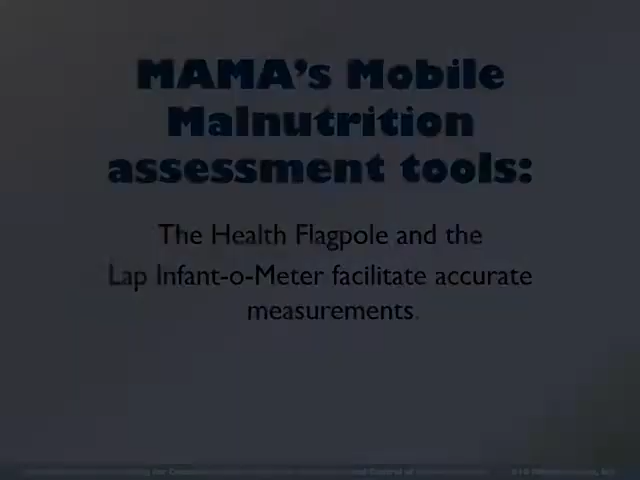 MAMA's Mobile
Malnutrition
assessment tools:
The Health Flagpole and the
Lap Infant-o-Meter facilitate accurate
measurements.